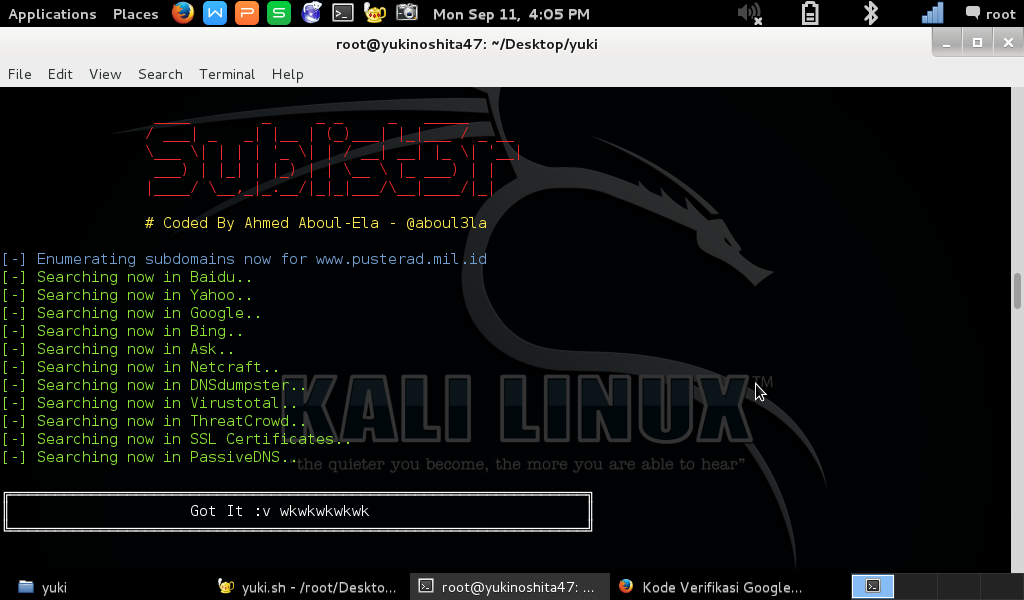 Applications Places Mon Sep 11, 4:05 PM root
root@yukinoshita47: ~/Desktop/yuki
File Edit View Search Terminal Help
Sublist3r
# Coded By Ahmed Aboul-Ela - @aboul3la
[-] Enumerating subdomains now for www.pusterad.mil.id
[-] Searching now in Baidu..
[-] Searching now in Yahoo..
[-] Searching now in Google..
[-] Searching now in Bing..
[-] Searching now in Ask..
[-] Searching now in Netcraft..
[-] Searching now in DNSdumpster..
[-] Searching now in Virustotal..
[-] Searching now in ThreatCrowd..
[-] Searching now in SSL Certificates..
[-] Searching now in PassiveDNS..
KALI LINUX™
"the quieter you become, the more you are able to hear"
Got It :v wkwkwkwkwk
yuki yuki.sh - /root/Deskto... root@yukinoshita47: ... Kode Verifikasi Google...